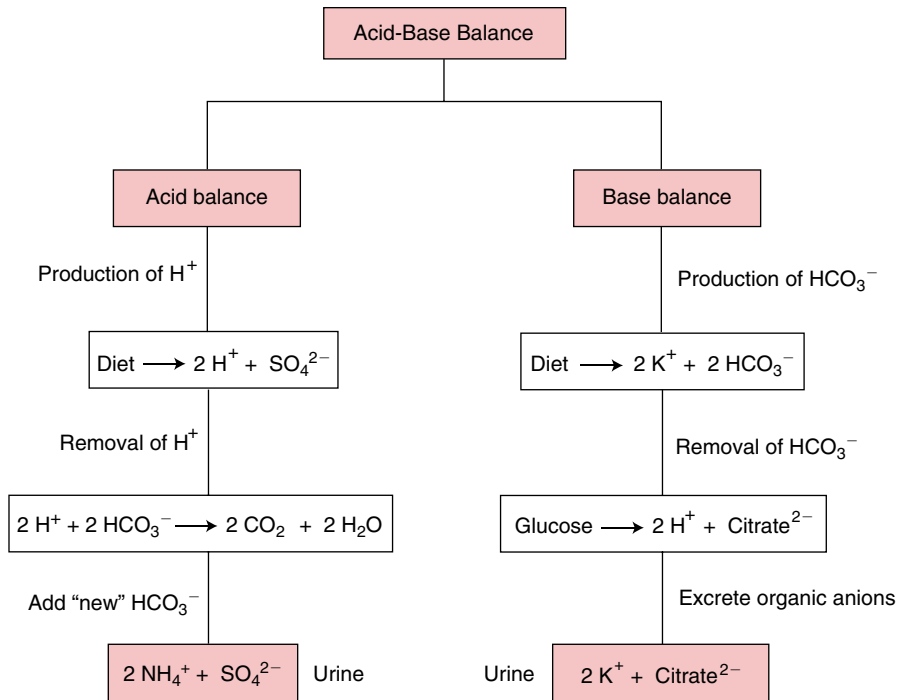 Acid-Base Balance
Acid balance
Base balance
Production of H⁺
Production of HCO₃⁻
Diet ⟶ 2 H⁺ + SO₄²⁻
Diet ⟶ 2 K⁺ + 2 HCO₃⁻
Removal of H⁺
Removal of HCO₃⁻
2 H⁺ + 2 HCO₃⁻ ⟶ 2 CO₂ + 2 H₂O
Glucose ⟶ 2 H⁺ + Citrate²⁻
Add “new” HCO₃⁻
Excrete organic anions
2 NH₄⁺ + SO₄²⁻ Urine
Urine 2 K⁺ + Citrate²⁻